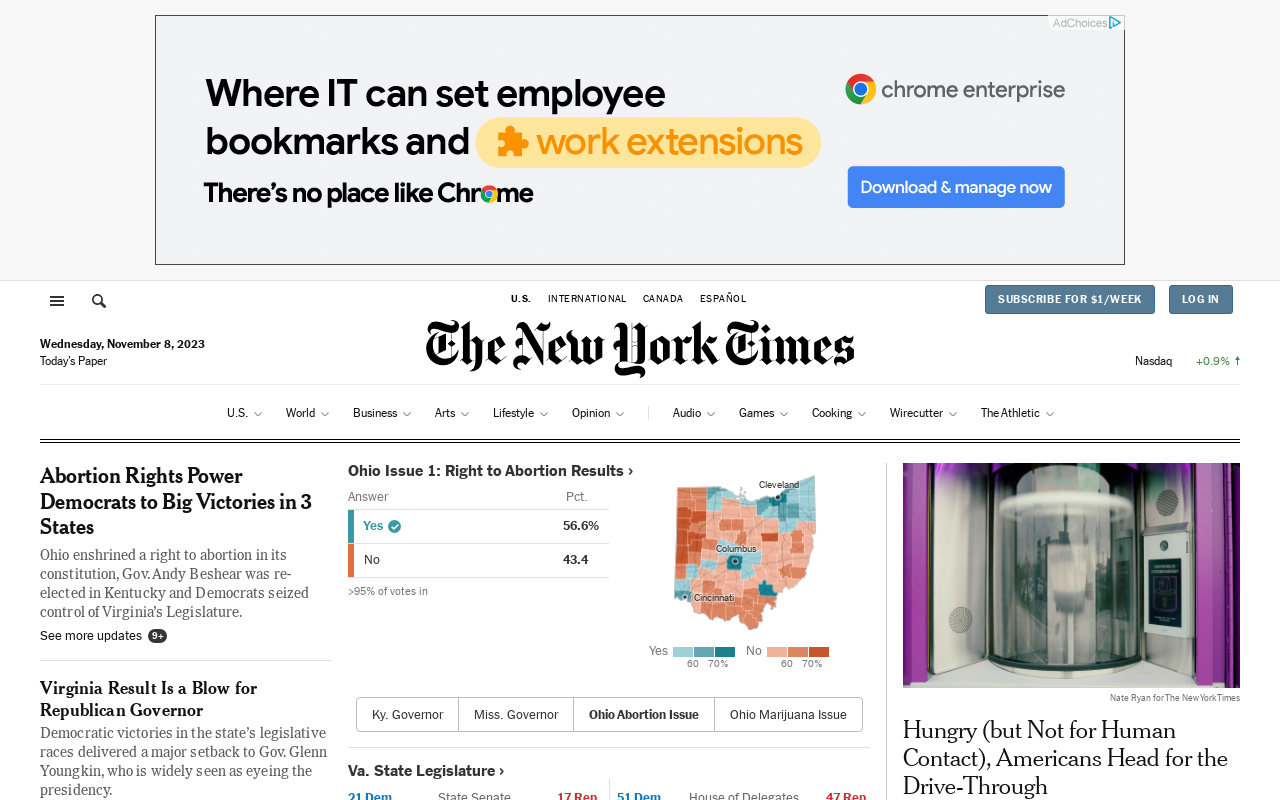 AdChoices
Where IT can set employee
bookmarks and work extensions
There's no place like Chrome
chrome enterprise
Download & manage now
U.S. INTERNATIONAL CANADA ESPAÑOL
SUBSCRIBE FOR $1/WEEK LOG IN
The New York Times
Wednesday, November 8, 2023
Today's Paper
Nasdaq +0.9%
U.S. World Business Arts Lifestyle Opinion Audio Games Cooking Wirecutter The Athletic
Abortion Rights Power
Democrats to Big Victories in 3
States
Ohio enshrined a right to abortion in its
constitution, Gov. Andy Beshear was re-
elected in Kentucky and Democrats seized
control of Virginia's Legislature.
See more updates 9+
Virginia Result Is a Blow for
Republican Governor
Democratic victories in the state's legislative
races delivered a major setback to Gov. Glenn
Youngkin, who is widely seen as eyeing the
presidency.
Ohio Issue 1: Right to Abortion Results ›
Answer Pct.
Yes 56.6%
No 43.4
>95% of votes in
Cleveland
Columbus
Cincinnati
Yes No
60 70% 60 70%
Ky. Governor Miss. Governor Ohio Abortion Issue Ohio Marijuana Issue
Va. State Legislature ›
21 Dem State Senate 17 Rep 51 Dem House of Delegates 47 Rep
Nate Ryan for The New York Times
Hungry (but Not for Human
Contact), Americans Head for the
Drive-Through